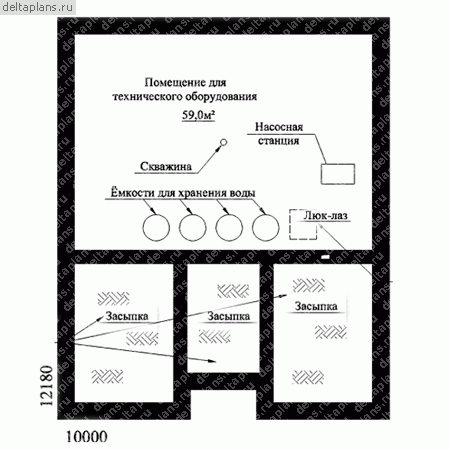 deltaplans.ru
Помещение для
технического оборудования
59,0м²
Насосная
станция
Скважина
Ёмкости для хранения воды
Люк-лаз
Засыпка
Засыпка
Засыпка
12180
10000